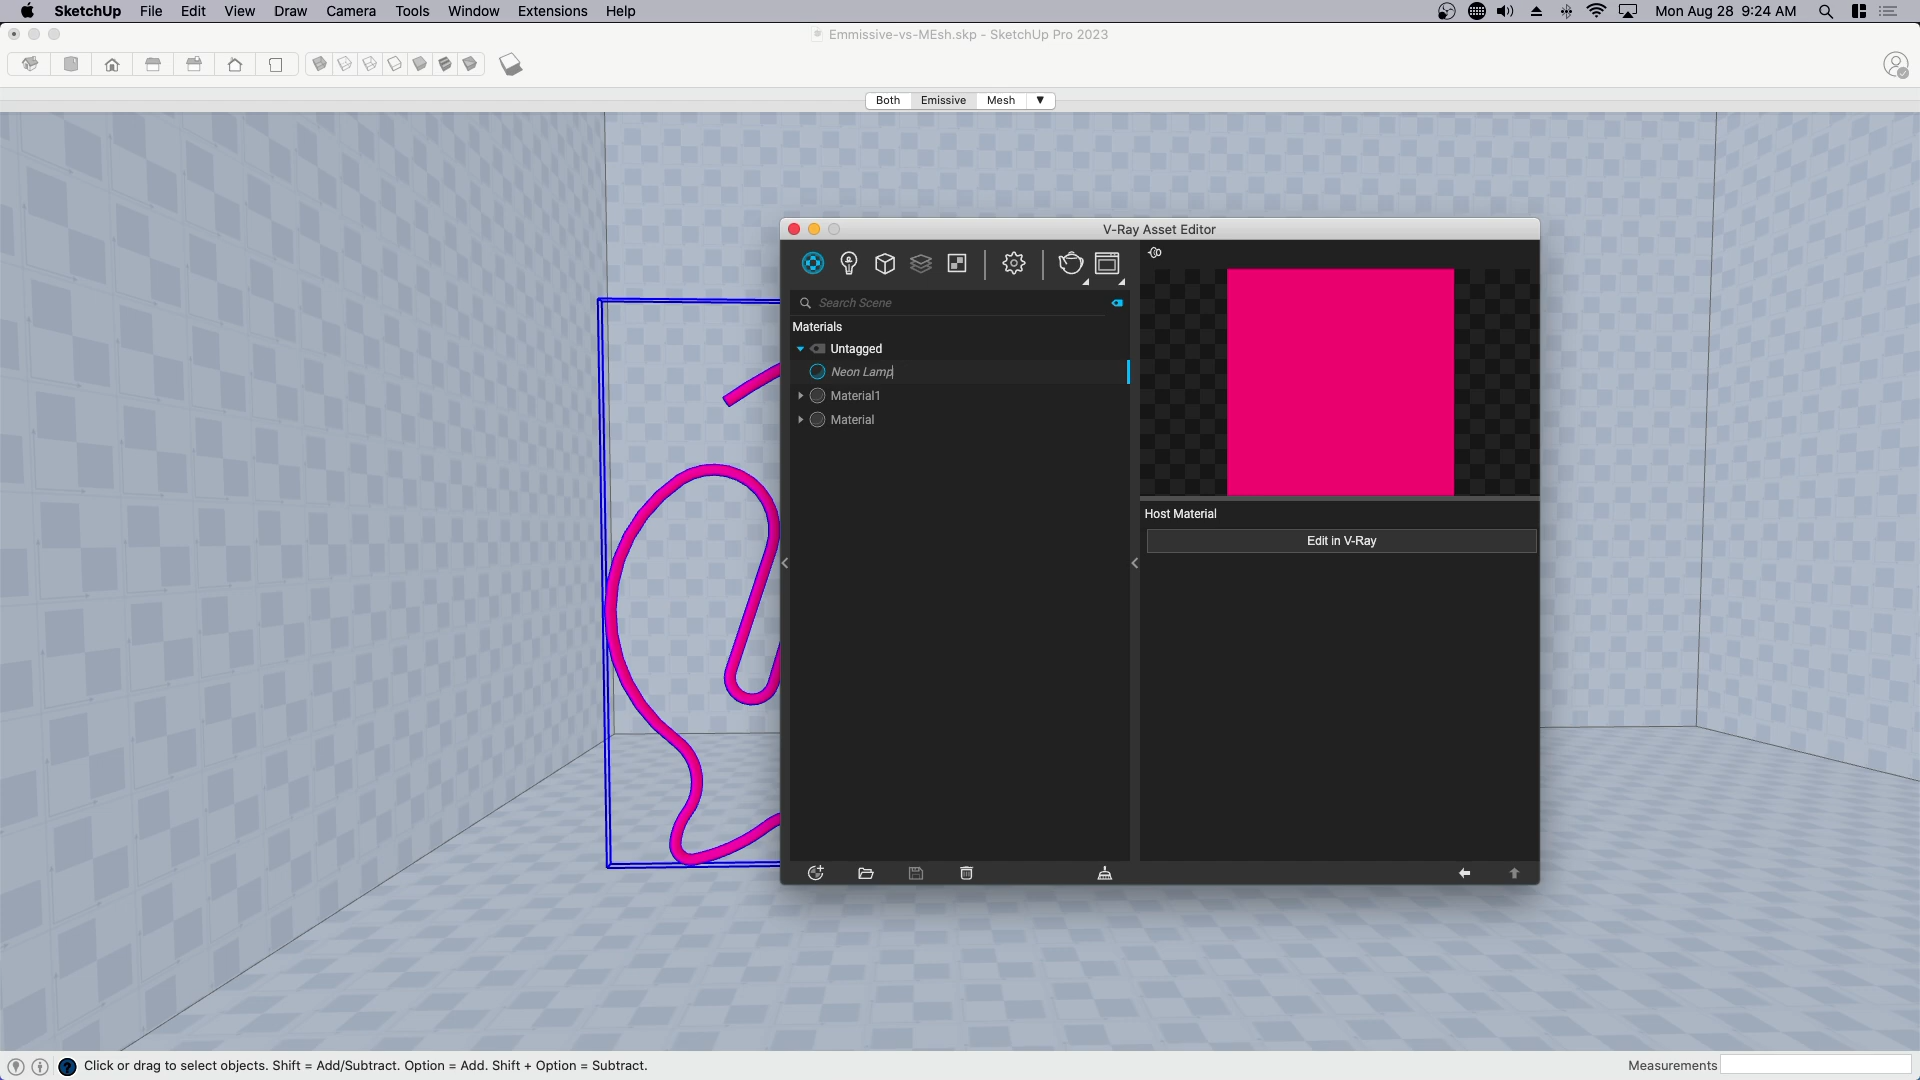 SketchUp File Edit View Draw Camera Tools Window Extensions Help Mon Aug 28 9:24 AM
Emmissive-vs-MEsh.skp - SketchUp Pro 2023
Both Emissive Mesh
V-Ray Asset Editor
Search Scene
Materials
Untagged
Neon Lamp
Material1
Material
Host Material
Edit in V-Ray
Click or drag to select objects. Shift = Add/Subtract. Option = Add. Shift + Option = Subtract. Measurements